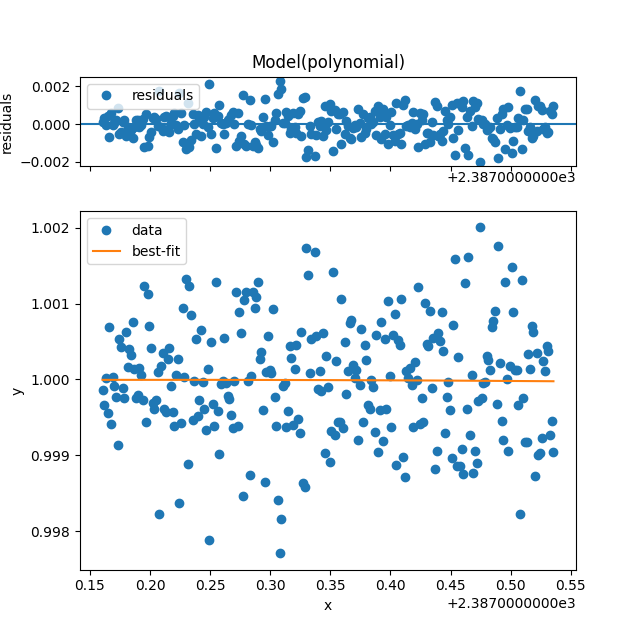 Model(polynomial)
residuals
0.002
0.000
−0.002
residuals
+2.3870000000e3
data
best-fit
1.002
1.001
1.000
0.999
0.998
y
0.15 0.20 0.25 0.30 0.35 0.40 0.45 0.50 0.55
x
+2.3870000000e3